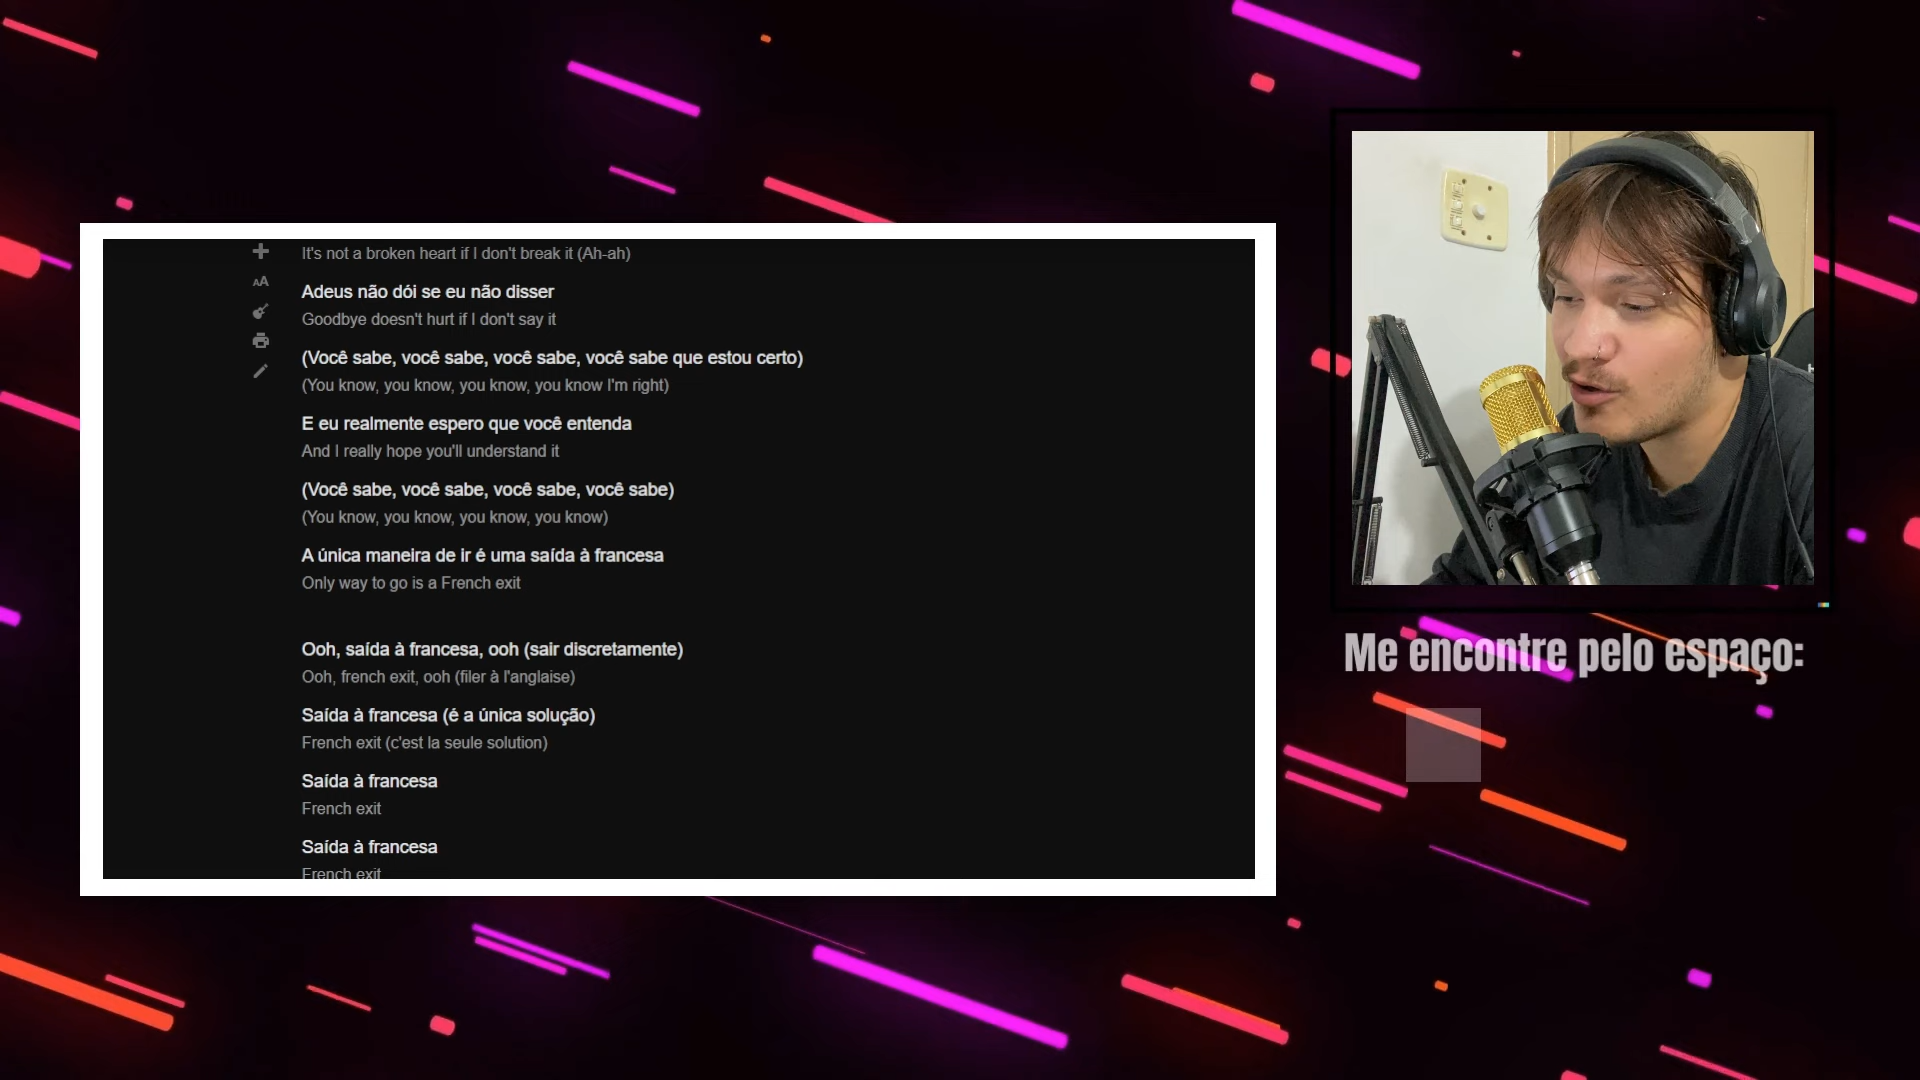 It's not a broken heart if I don't break it (Ah-ah)
AA
Adeus não dói se eu não disser
Goodbye doesn't hurt if I don't say it
(Você sabe, você sabe, você sabe, você sabe que estou certo)
(You know, you know, you know, you know I'm right)
E eu realmente espero que você entenda
And I really hope you'll understand it
(Você sabe, você sabe, você sabe, você sabe)
(You know, you know, you know, you know)
A única maneira de ir é uma saída à francesa
Only way to go is a French exit
Ooh, saída à francesa, ooh (sair discretamente)
Ooh, french exit, ooh (filer à l'anglaise)
Saída à francesa (é a única solução)
French exit (c'est la seule solution)
Saída à francesa
French exit
Saída à francesa
French exit
Me encontre pelo espaço: